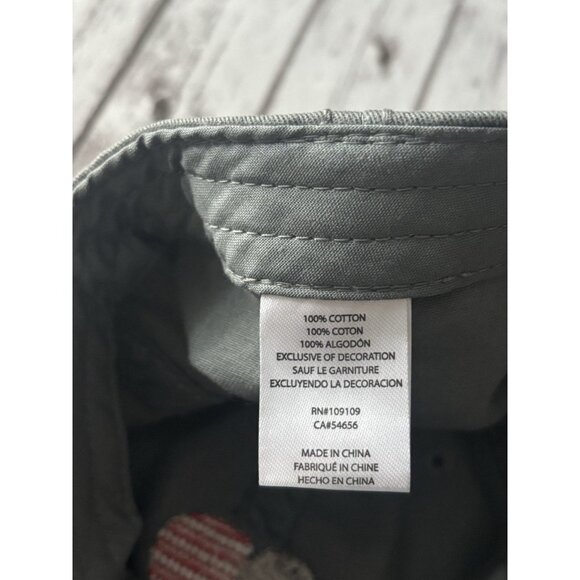 100% COTTON
100% COTON
100% ALGODÓN
EXCLUSIVE OF DECORATION
SAUF LE GARNITURE
EXCLUYENDO LA DECORACION
RN#109109
CA#54656
MADE IN CHINA
FABRIQUÉ IN CHINE
HECHO EN CHINA